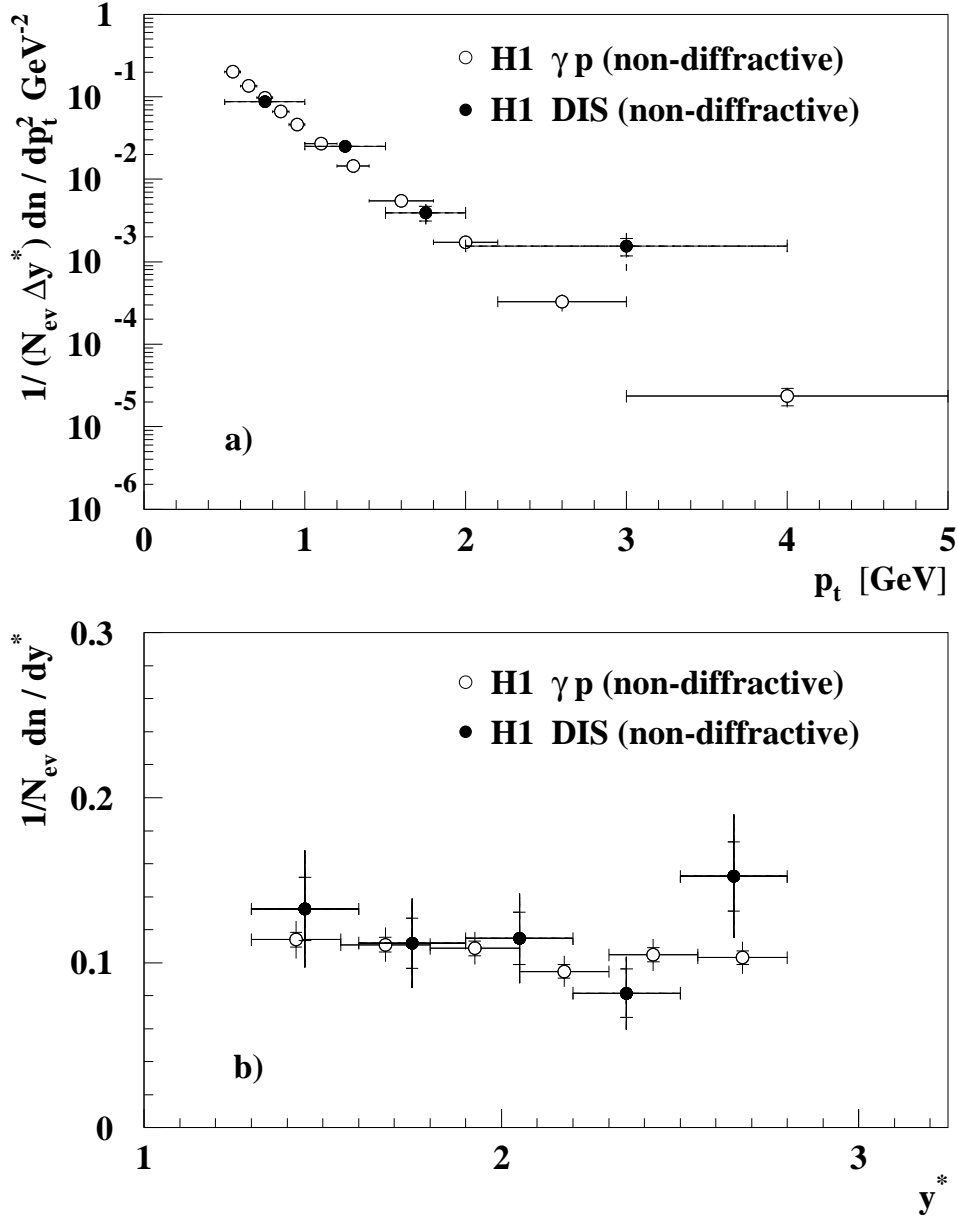 1
10
-1
10
-2
10
-3
10
-4
10
-5
10
-6
1/ (N_ev Δy^*) dn / dp_t^2 GeV^-2
H1 γ p (non-diffractive)
H1 DIS (non-diffractive)
a)
0 1 2 3 4 5
p_t [GeV]
0.3
0.2
0.1
0
1/N_ev dn / dy^*
H1 γ p (non-diffractive)
H1 DIS (non-diffractive)
b)
1 2 3
y^*